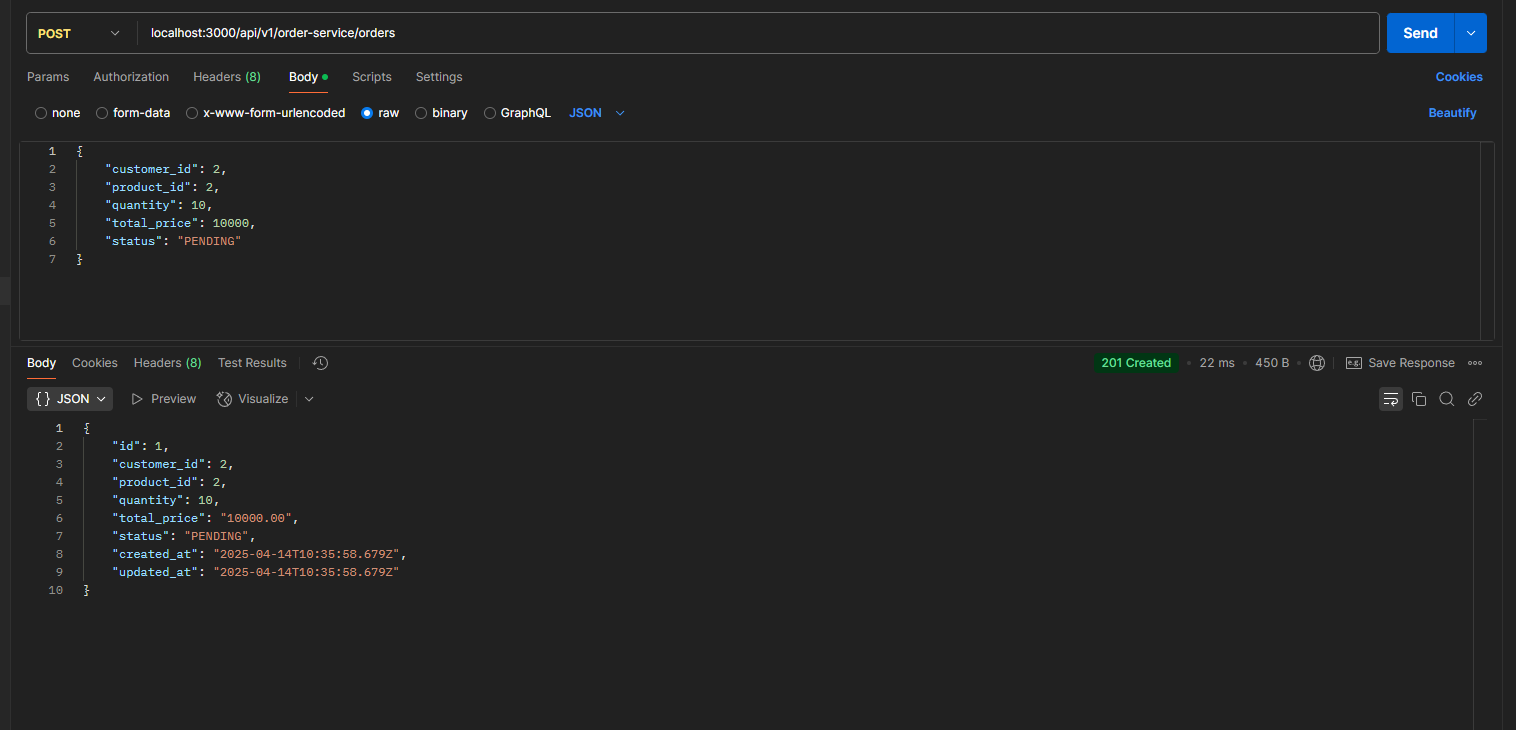 POST localhost:3000/api/v1/order-service/orders Send
Params Authorization Headers (8) Body Scripts Settings Cookies
none form-data x-www-form-urlencoded raw binary GraphQL JSON Beautify
1 {
2 "customer_id": 2,
3 "product_id": 2,
4 "quantity": 10,
5 "total_price": 10000,
6 "status": "PENDING"
7 }
Body Cookies Headers (8) Test Results 201 Created 22 ms 450 B e.g. Save Response
{} JSON Preview Visualize
1 {
2 "id": 1,
3 "customer_id": 2,
4 "product_id": 2,
5 "quantity": 10,
6 "total_price": "10000.00",
7 "status": "PENDING",
8 "created_at": "2025-04-14T10:35:58.679Z",
9 "updated_at": "2025-04-14T10:35:58.679Z"
10 }